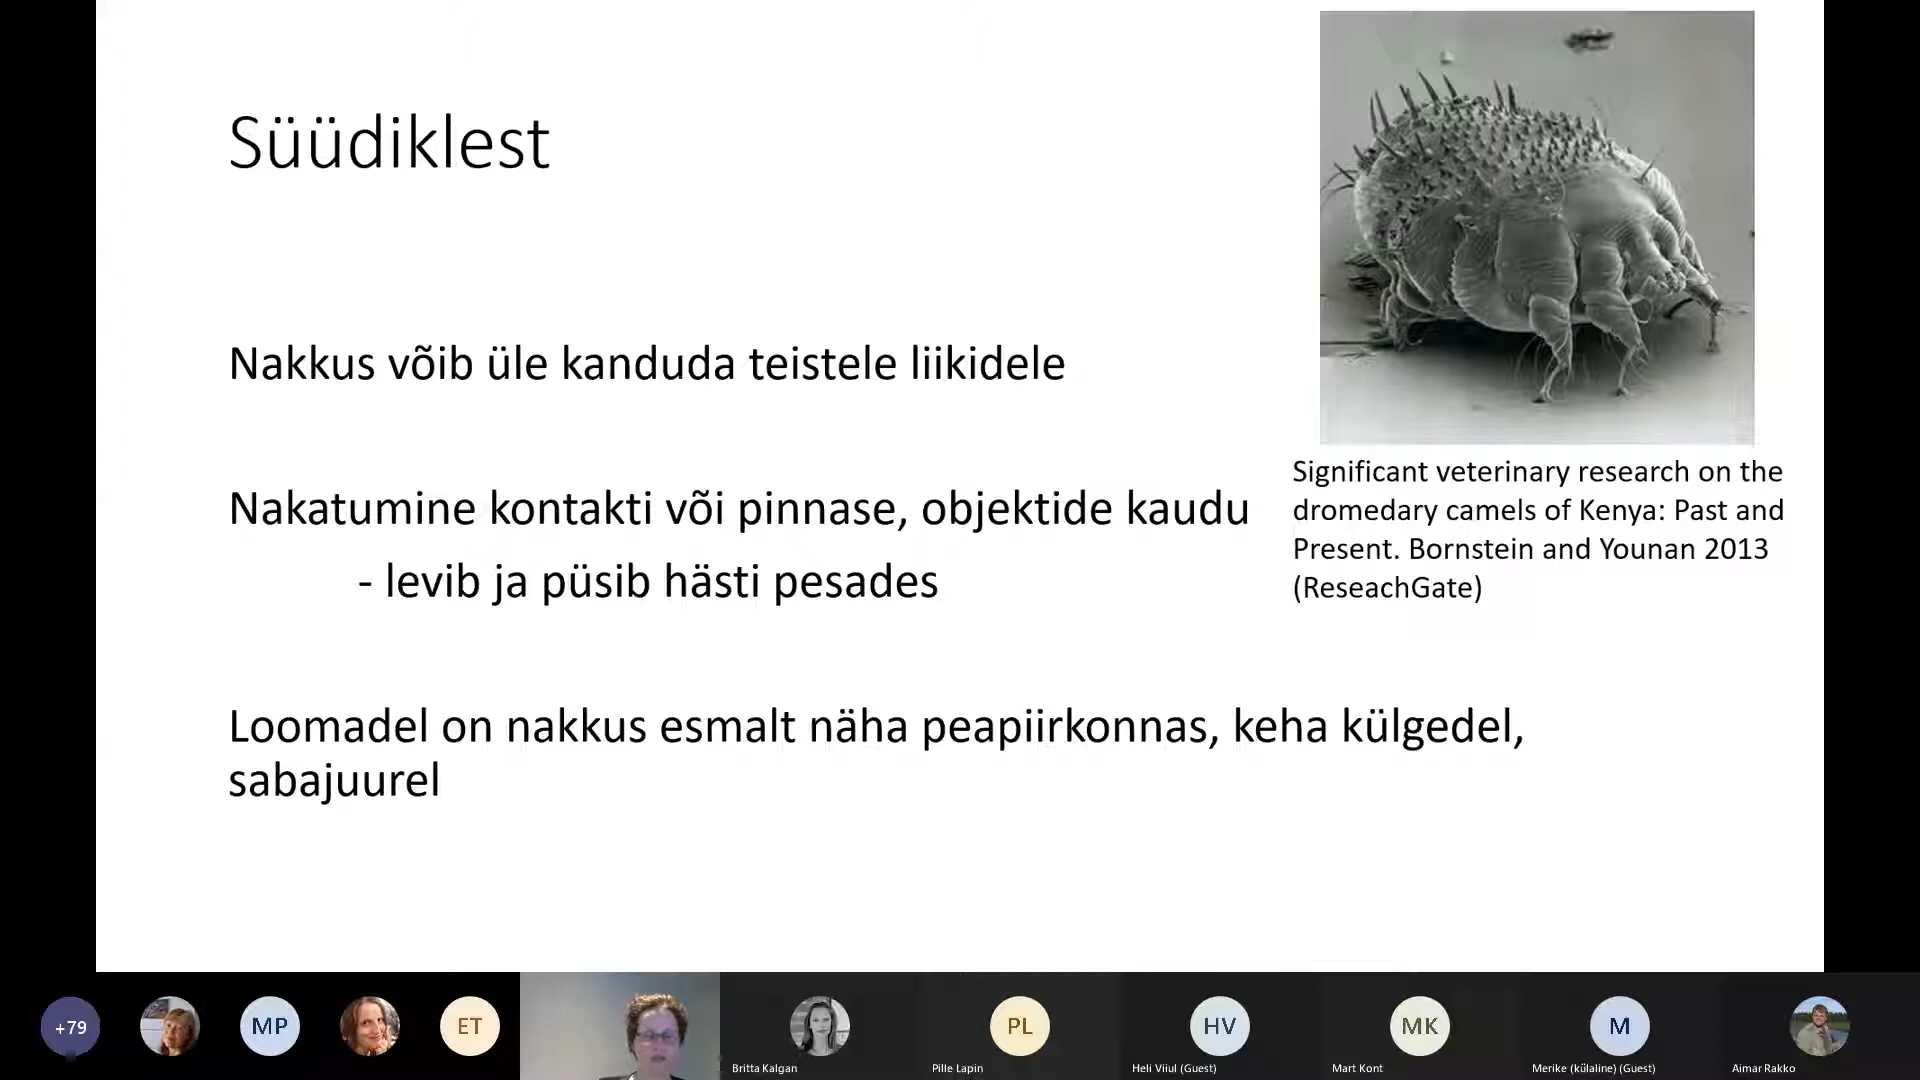 Süüdiklest
Nakkus võib üle kanduda teistele liikidele
Nakatumine kontakti või pinnase, objektide kaudu
- levib ja püsib hästi pesades
Loomadel on nakkus esmalt näha peapiirkonnas, keha külgedel,
sabajuurel
Significant veterinary research on the
dromedary camels of Kenya: Past and
Present. Bornstein and Younan 2013
(ReseachGate)
+79
MP
ET
Britta Kalgan
PL
Pille Lapin
HV
Heli Viiul (Guest)
MK
Mart Kont
M
Merike (külaline) (Guest)
Aimar Rakko